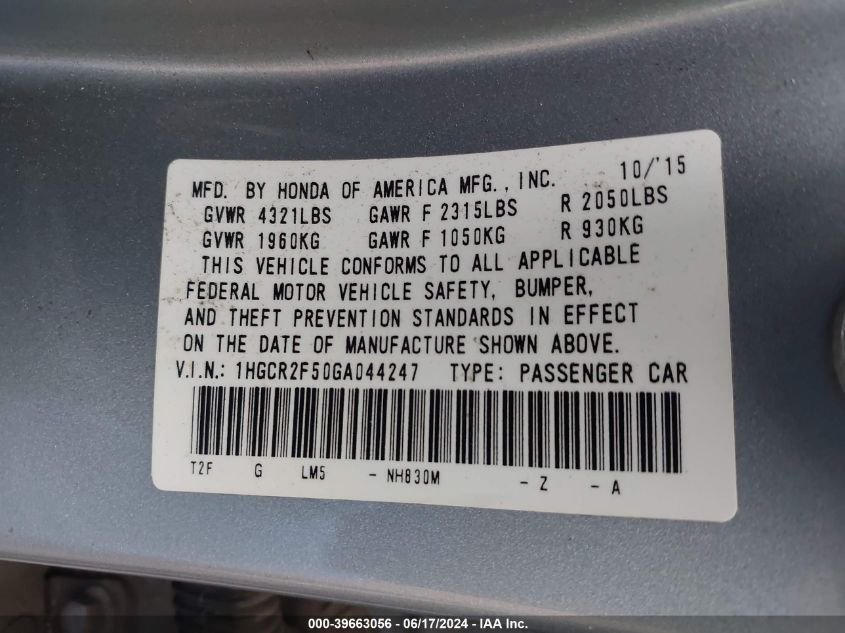 MFD. BY HONDA OF AMERICA MFG., INC. 10/'15
GVWR 4321LBS GAWR F 2315LBS R 2050LBS
GVWR 1960KG GAWR F 1050KG R 930KG
THIS VEHICLE CONFORMS TO ALL APPLICABLE
FEDERAL MOTOR VEHICLE SAFETY, BUMPER,
AND THEFT PREVENTION STANDARDS IN EFFECT
ON THE DATE OF MANUFACTURE SHOWN ABOVE.
V.I.N.: 1HGCR2F50GA044247 TYPE: PASSENGER CAR
T2F G LM5 - NH830M - Z - A
000-39663056 - 06/17/2024 - IAAI, Inc.